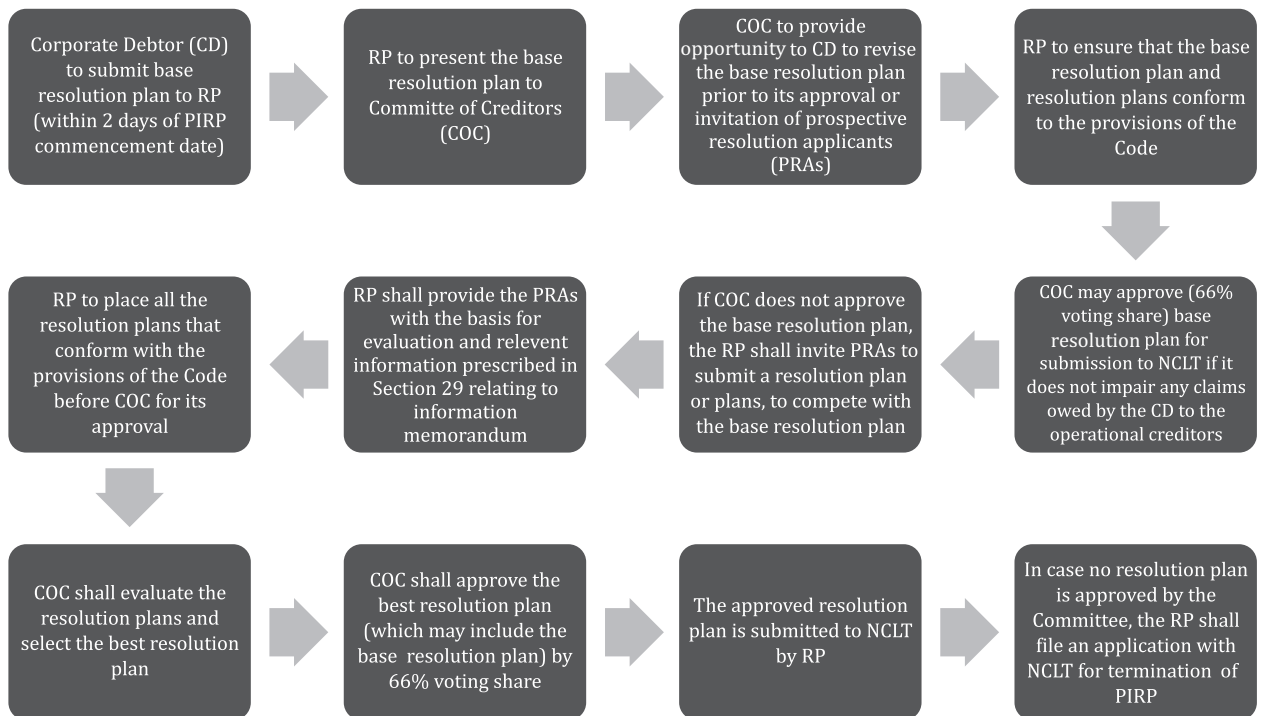 Corporate Debtor (CD)
to submit base
resolution plan to RP
(within 2 days of PIRP
commencement date)
RP to present the base
resolution plan to
Committe of Creditors
(COC)
COC to provide
opportunity to CD to revise
the base resolution plan
prior to its approval or
invitation of prospective
resolution applicants
(PRAs)
RP to ensure that the base
resolution plan and
resolution plans conform
to the provisions of the
Code
COC may approve (66%
voting share) base
resolution plan for
submission to NCLT if it
does not impair any claims
owed by the CD to the
operational creditors
If COC does not approve
the base resolution plan,
the RP shall invite PRAs to
submit a resolution plan
or plans, to compete with
the base resolution plan
RP shall provide the PRAs
with the basis for
evaluation and relevent
information prescribed in
Section 29 relating to
information
memorandum
RP to place all the
resolution plans that
conform with the
provisions of the Code
before COC for its
approval
COC shall evaluate the
resolution plans and
select the best resolution
plan
COC shall approve the
best resolution plan
(which may include the
base resolution plan) by
66% voting share
The approved resolution
plan is submitted to NCLT
by RP
In case no resolution plan
is approved by the
Committee, the RP shall
file an application with
NCLT for termination of
PIRP